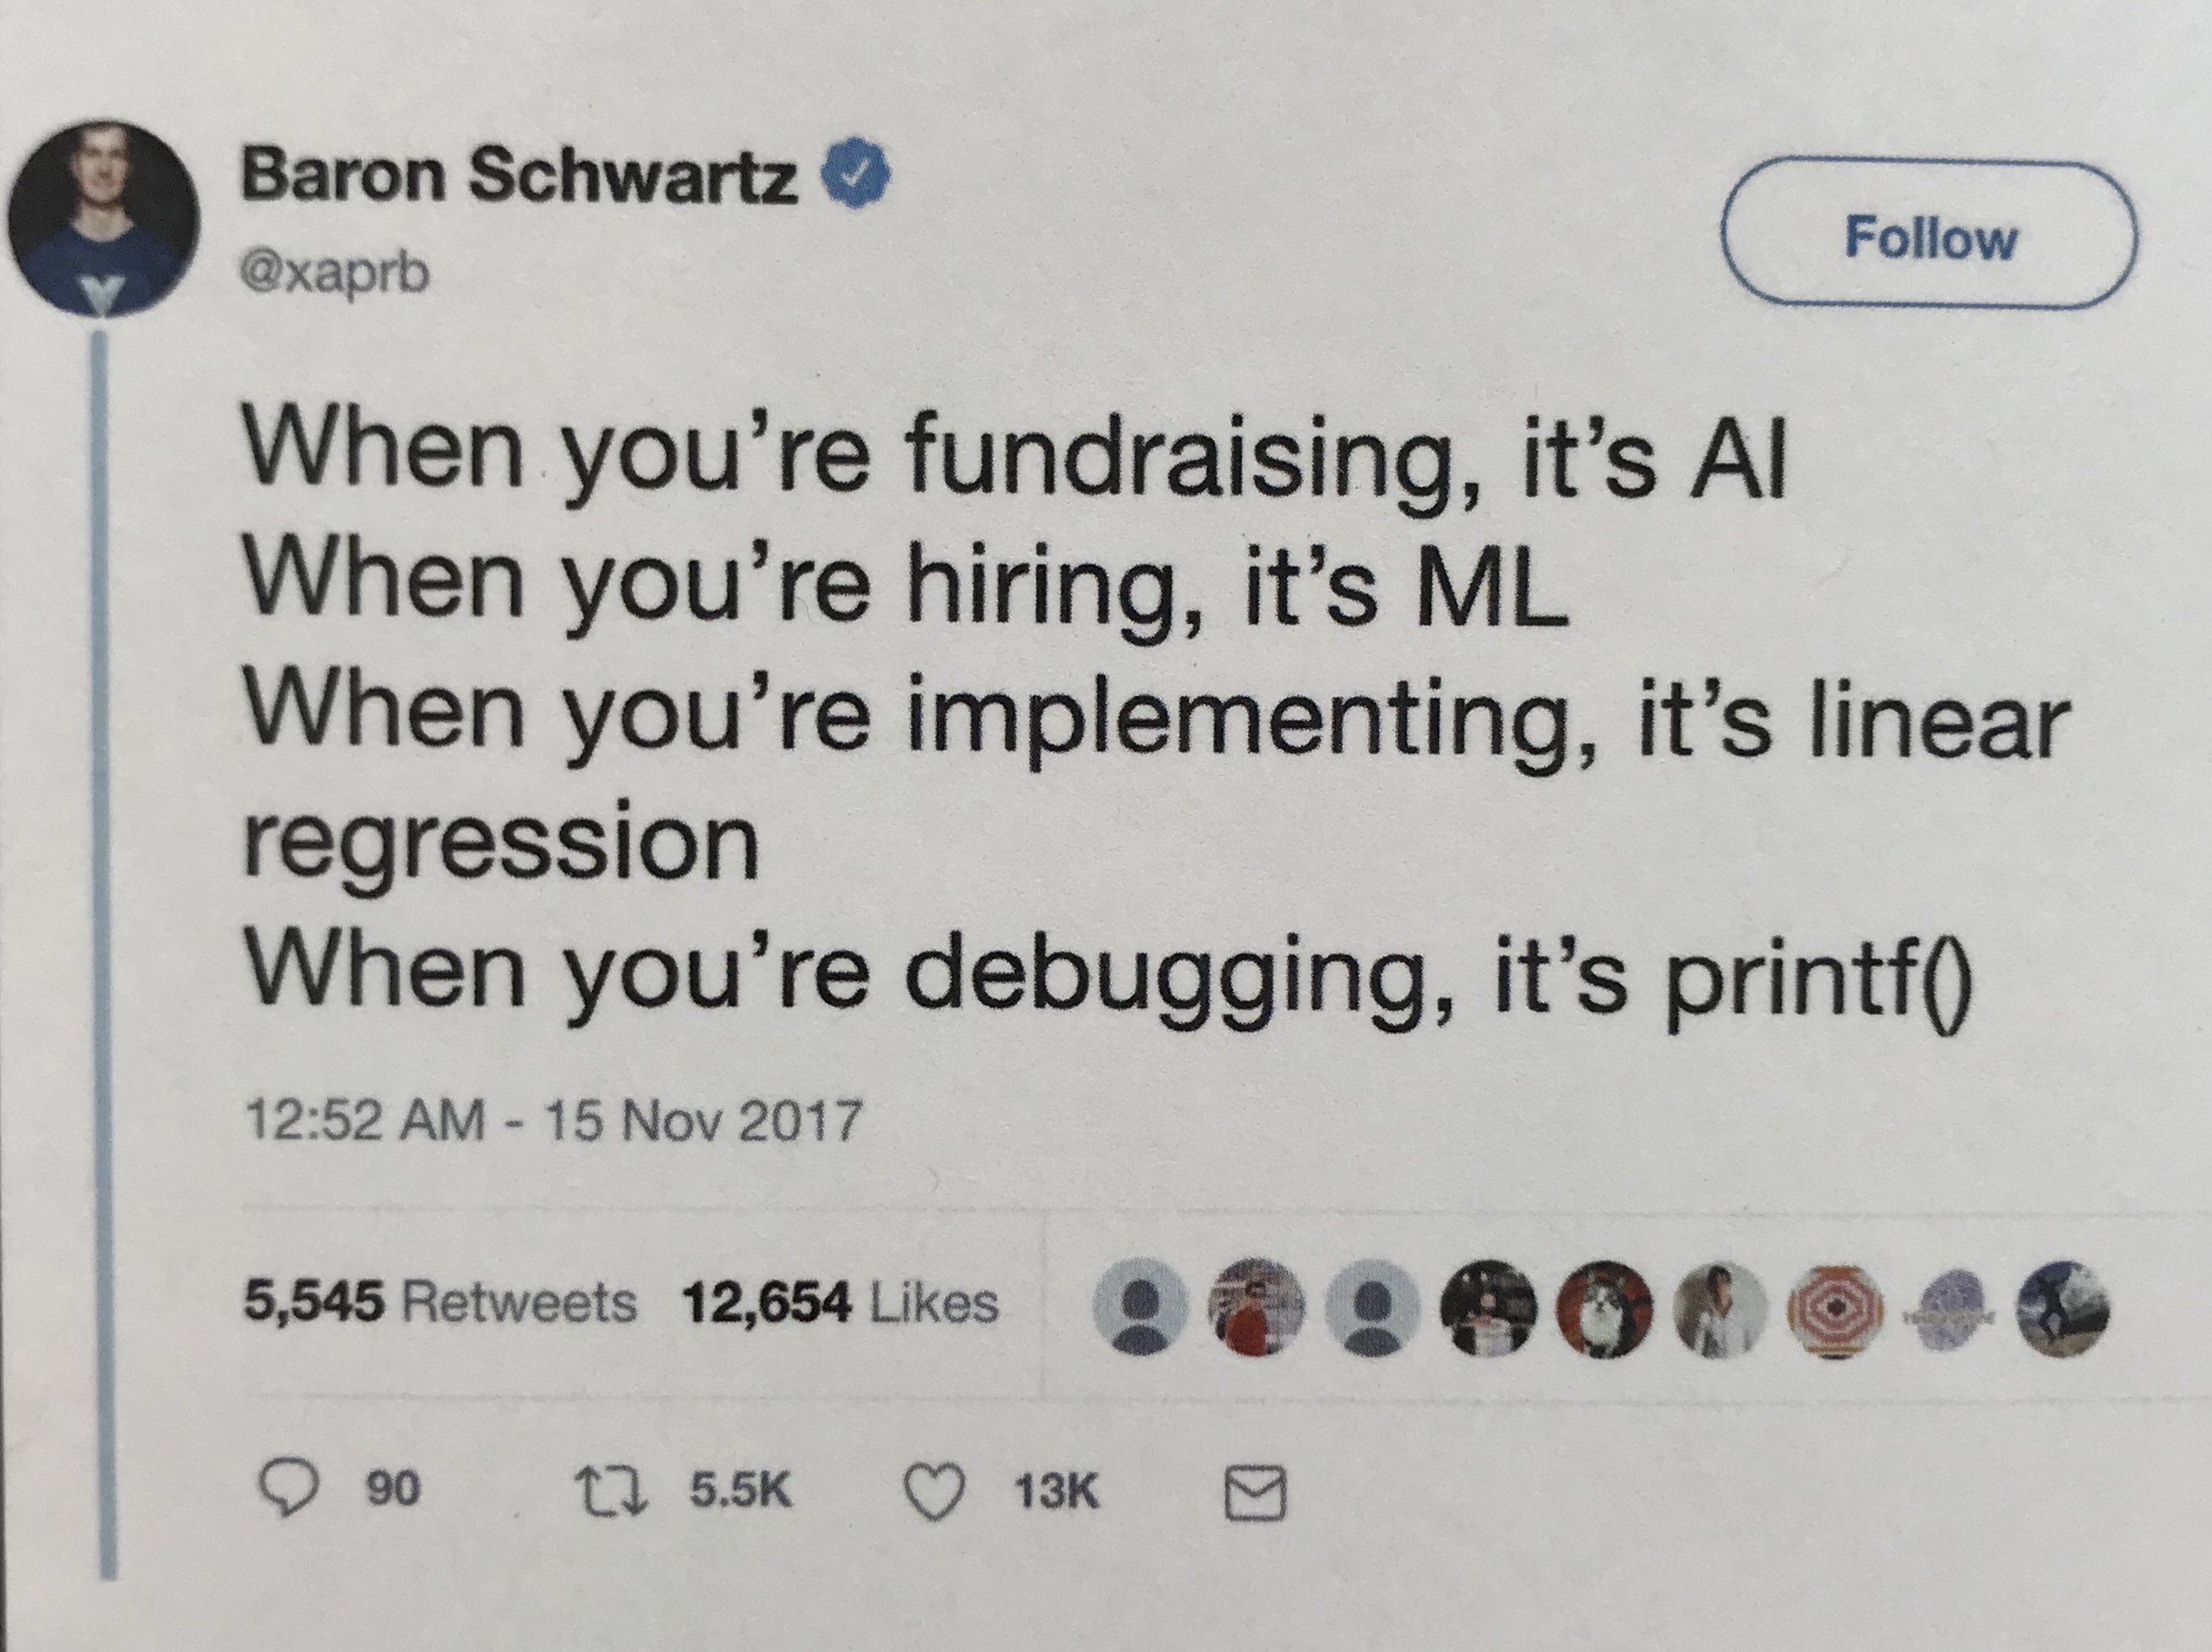 Baron Schwartz
@xaprb
Follow
When you’re fundraising, it’s AI
When you’re hiring, it’s ML
When you’re implementing, it’s linear
regression
When you’re debugging, it’s printf()
12:52 AM - 15 Nov 2017
5,545 Retweets 12,654 Likes
90 5.5K 13K